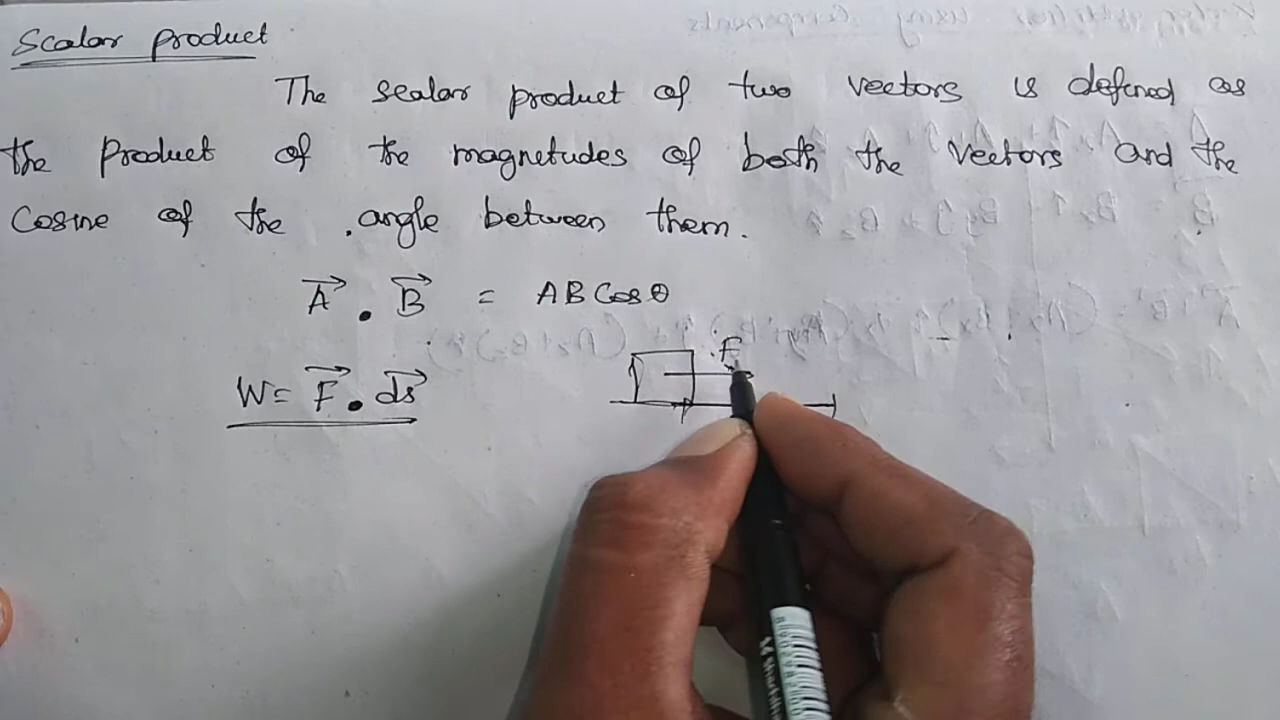 Scalar product
The scalar product of two vectors is defined as
the product of the magnetudes of both the vectors and the
Cosine of the angle between them.
A⃗ . B⃗ = AB Cos θ
F
W = F⃗ . ds⃗